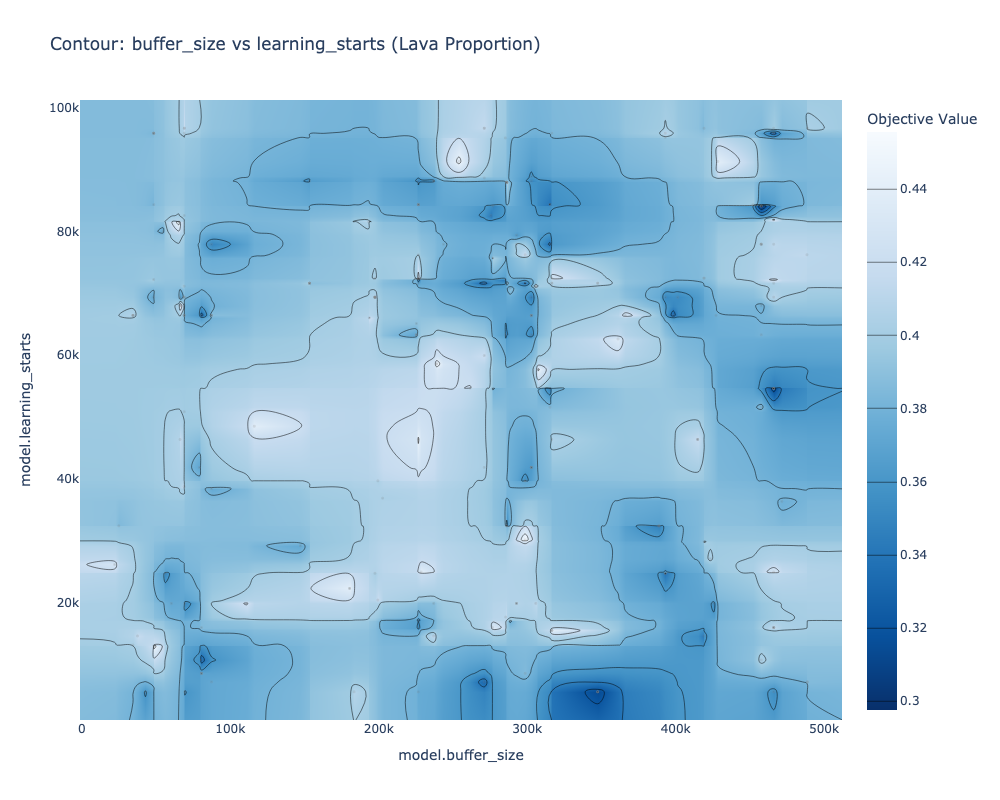 Contour: buffer_size vs learning_starts (Lava Proportion)
Objective Value
100k
80k
60k
40k
20k
model.learning_starts
0
100k
200k
300k
400k
500k
model.buffer_size
0.44
0.42
0.4
0.38
0.36
0.34
0.32
0.3